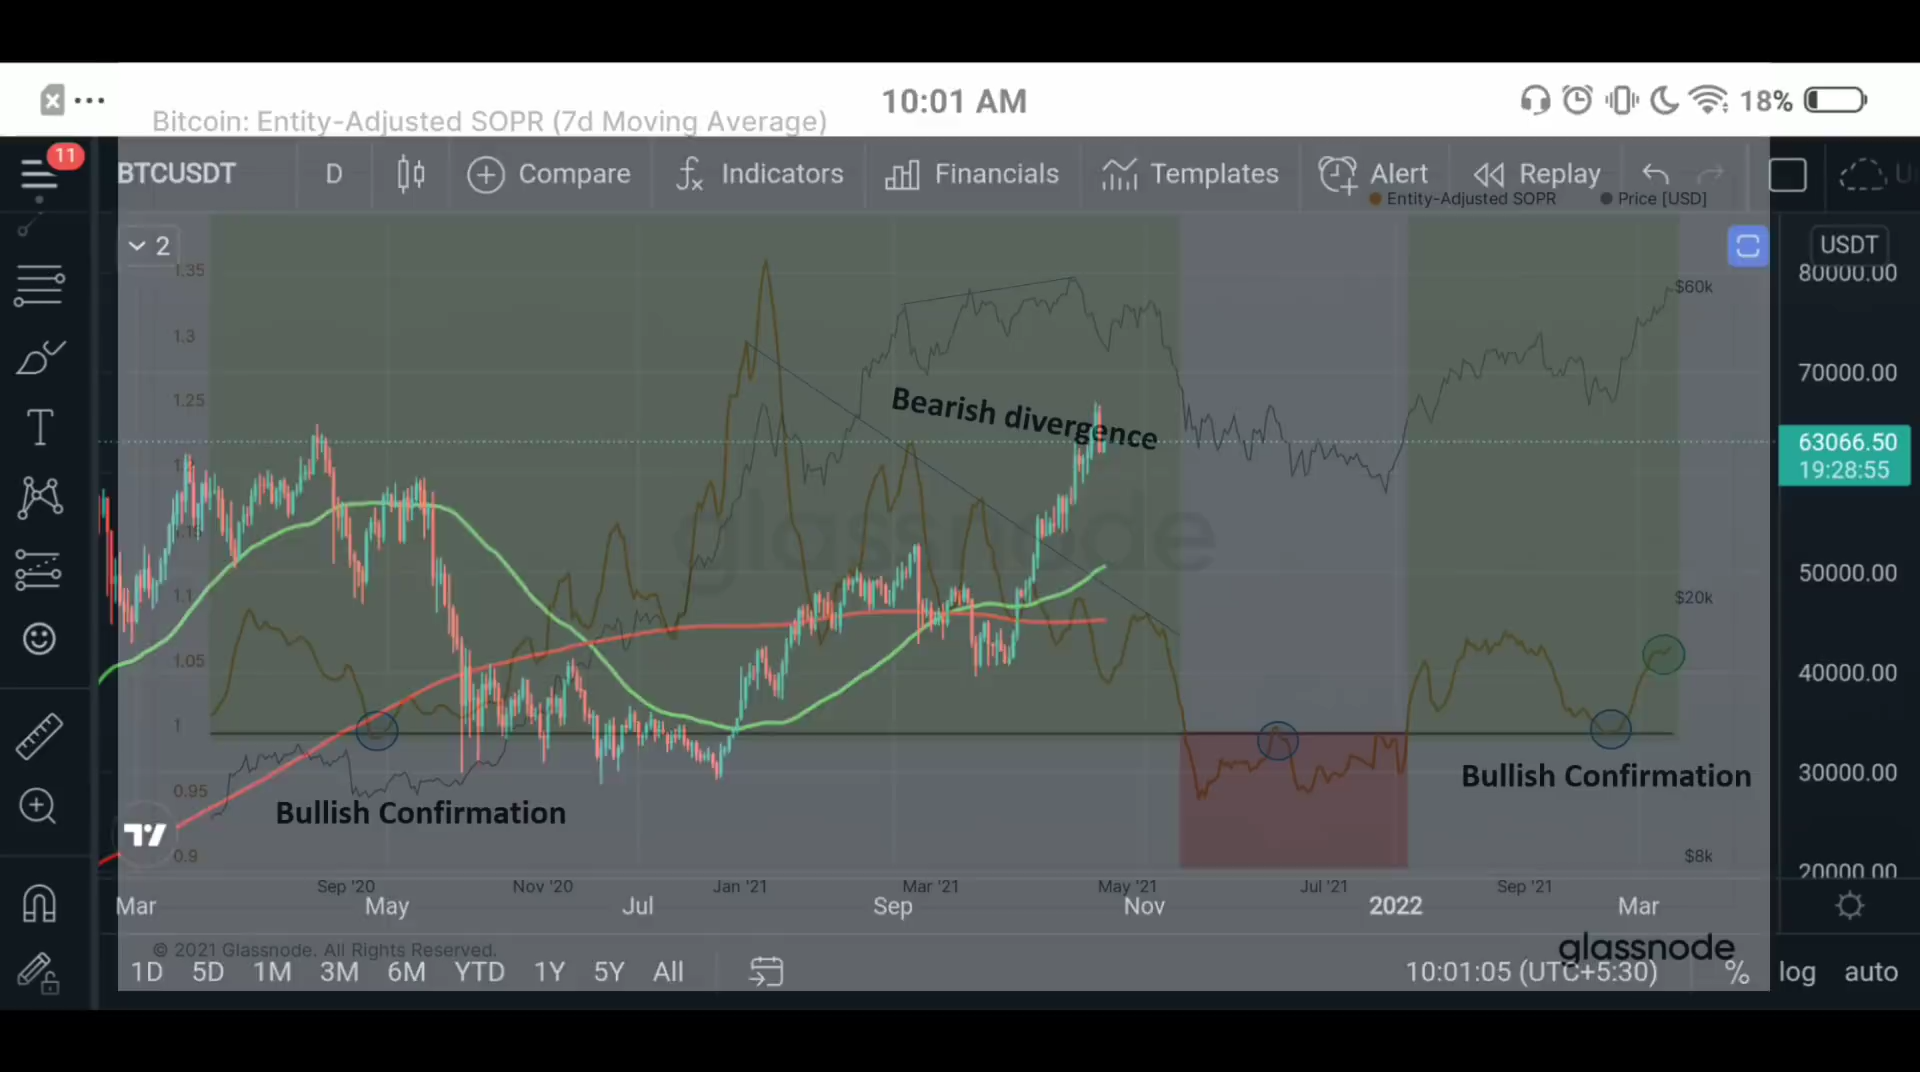 10:01 AM
18%
Bitcoin: Entity-Adjusted SOPR (7d Moving Average)
11
BTCUSDT
D
Compare
Indicators
Financials
Templates
Alert
Replay
Entity-Adjusted SOPR
Price [USD]
2
USDT
1.35
80000.00
$60k
1.3
70000.00
1.25
Bearish divergence
63066.50
19:28:55
glassnode
1.15
50000.00
1.1
$20k
1.05
40000.00
1
30000.00
Bullish Confirmation
0.95
Bullish Confirmation
0.9
$8k
20000.00
Sep '20
Nov '20
Jan '21
Mar '21
May '21
Jul '21
Sep '21
Mar
May
Jul
Sep
Nov
2022
Mar
© 2021 Glassnode. All Rights Reserved.
glassnode
1D 5D 1M 3M 6M YTD 1Y 5Y All
10:01:05 (UTC+5:30)
%
log
auto